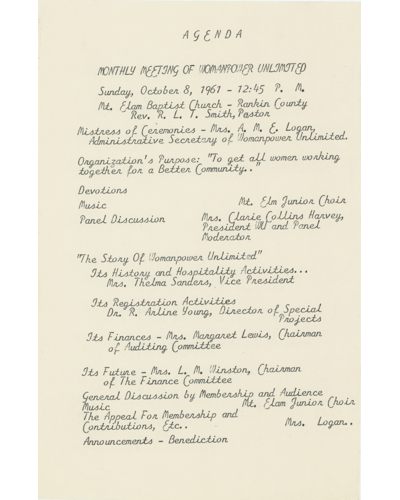 AGENDA
MONTHLY MEETING OF WOMANPOWER UNLIMITED
Sunday, October 8, 1961 - 12:45 P. M.
Mt. Elam Baptist Church - Rankin County
Rev. R. L. T. Smith, Pastor
Mistress of Ceremonies - Mrs. A. M. E. Logan,
Administrative Secretary of Womanpower Unlimited.
Organization's Purpose: "To get all women working
together for a Better Community.."
Devotions
Music Mt. Elm Junior Choir
Panel Discussion Mrs. Clarie Collins Harvey,
President WU and Panel
Moderator
"The Story Of Womanpower Unlimited"
Its History and Hospitality Activities...
Mrs. Thelma Sanders, Vice President
Its Registration Activities
Dr. R. Arline Young, Director of Special
Projects
Its Finances - Mrs. Margaret Lewis, Chairman
of Auditing Committee
Its Future - Mrs. L. M. Winston, Chairman
of The Finance Committee
General Discussion by Membership and Audience
Music Mt. Elam Junior Choir
The Appeal For Membership and
Contributions, Etc.. Mrs. Logan..
Announcements - Benediction